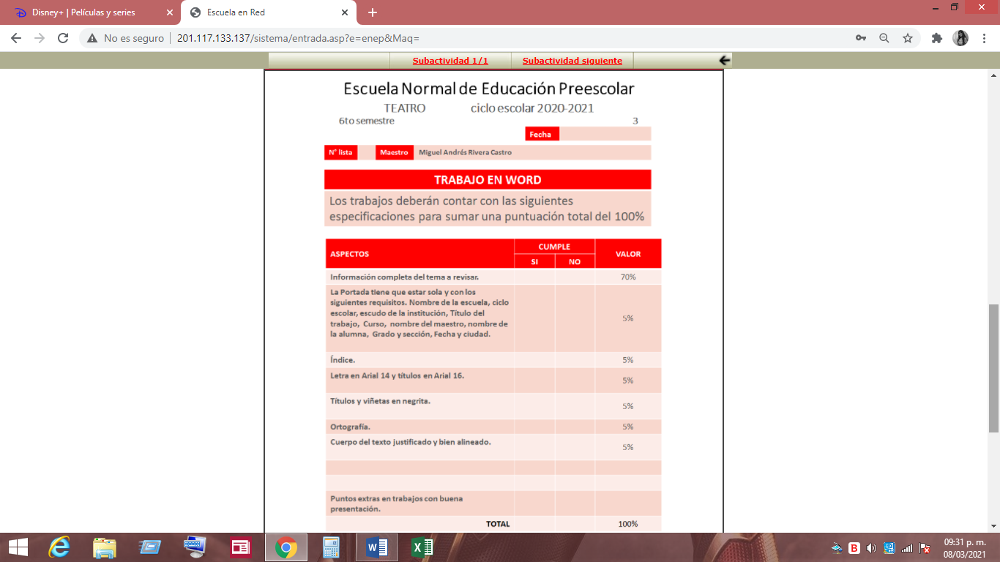 Disney+ | Películas y series
Escuela en Red
No es seguro
201.117.133.137/sistema/entrada.asp?e=enep&Maq=
Subactividad 1/1
Subactividad siguiente
Escuela Normal de Educación Preescolar
TEATRO ciclo escolar 2020-2021
6to semestre 3
Fecha
N° lista Maestro Miguel Andrés Rivera Castro
TRABAJO EN WORD
Los trabajos deberán contar con las siguientes
especificaciones para sumar una puntuación total del 100%
ASPECTOS CUMPLE VALOR
SI NO
Información completa del tema a revisar. 70%
La Portada tiene que estar sola y con los
siguientes requisitos. Nombre de la escuela, ciclo
escolar, escudo de la institución, Título del
trabajo, Curso, nombre del maestro, nombre de
la alumna, Grado y sección, Fecha y ciudad.
5%
Índice. 5%
Letra en Arial 14 y títulos en Arial 16. 5%
Títulos y viñetas en negrita. 5%
Ortografía. 5%
Cuerpo del texto justificado y bien alineado. 5%
Puntos extras en trabajos con buena
presentación.
TOTAL 100%
09:31 p. m.
08/03/2021